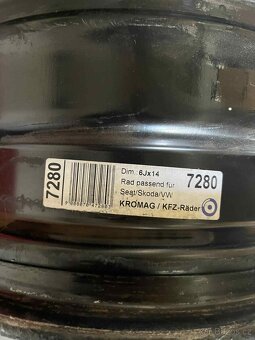 7280
Dim.: 6Jx14
Rad passend für
Seat/Skoda/VW
7280
KROMAG / KFZ-Räder